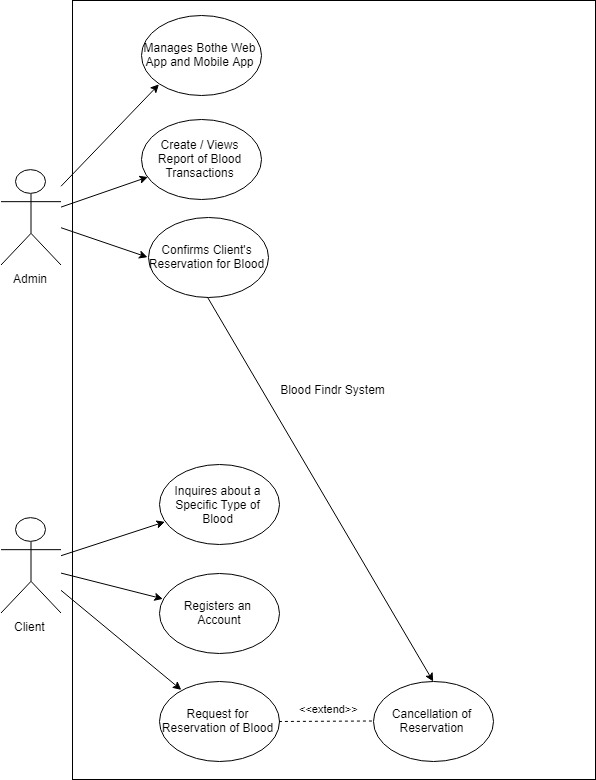 Manages Bothe Web
App and Mobile App
Create / Views
Report of Blood
Transactions
Confirms Client's
Reservation for Blood
Admin
Blood Findr System
Inquires about a
Specific Type of
Blood
Registers an
Account
Client
Request for
Reservation of Blood
<<extend>>
Cancellation of
Reservation